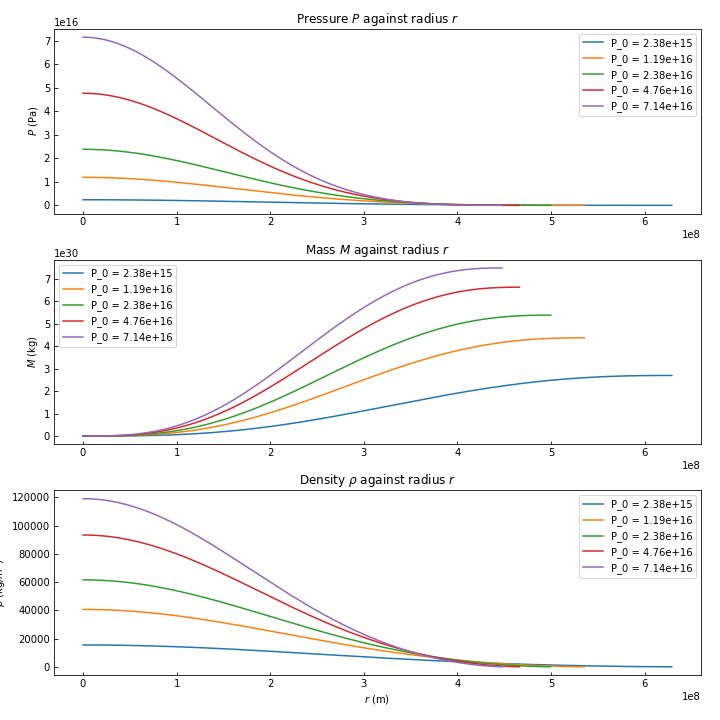 Pressure P against radius r
1e16
7
6
5
4
3
2
1
0
P (Pa)
P_0 = 2.38e+15
P_0 = 1.19e+16
P_0 = 2.38e+16
P_0 = 4.76e+16
P_0 = 7.14e+16
0 1 2 3 4 5 6
1e8
Mass M against radius r
1e30
7
6
5
4
3
2
1
0
M (kg)
P_0 = 2.38e+15
P_0 = 1.19e+16
P_0 = 2.38e+16
P_0 = 4.76e+16
P_0 = 7.14e+16
0 1 2 3 4 5 6
1e8
Density ρ against radius r
120000
100000
80000
60000
40000
20000
0
P_0 = 2.38e+15
P_0 = 1.19e+16
P_0 = 2.38e+16
P_0 = 4.76e+16
P_0 = 7.14e+16
0 1 2 3 4 5 6
r (m)
1e8